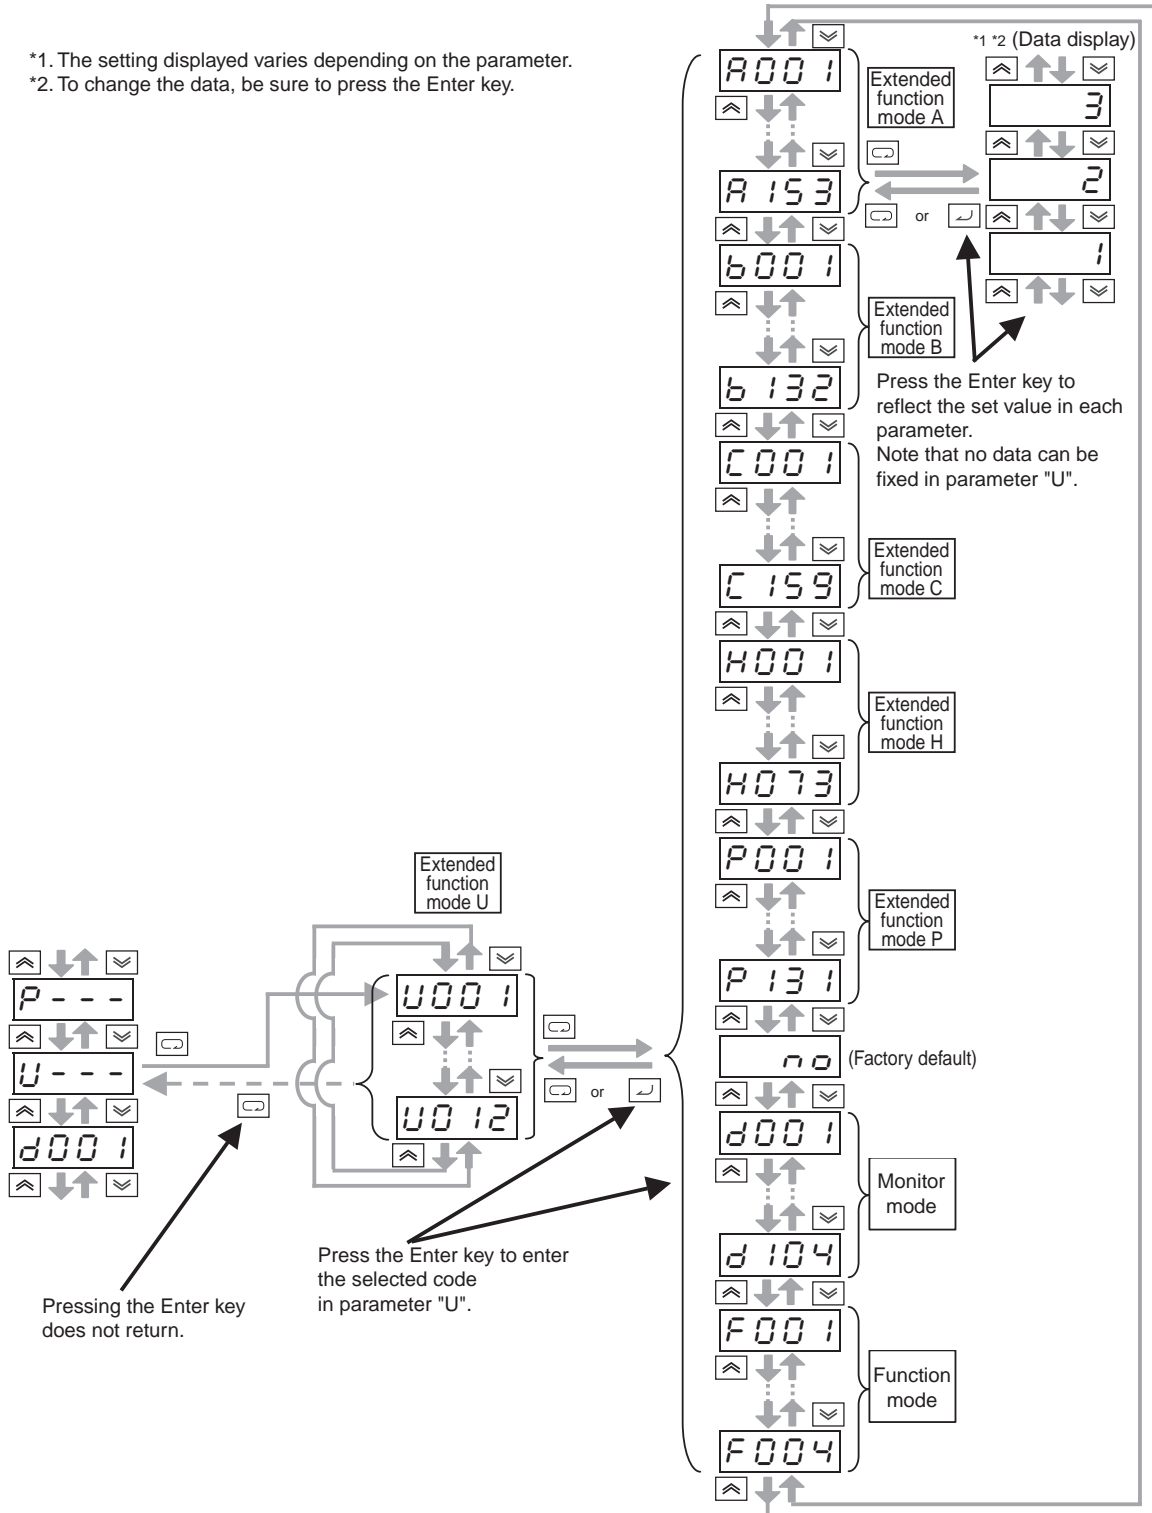 *1. The setting displayed varies depending on the parameter.
*2. To change the data, be sure to press the Enter key.
*1 *2 (Data display)
A001
Extended
function
mode A
3
A153
2
or
b001
1
Extended
function
mode B
b132
Press the Enter key to
reflect the set value in each
parameter.
Note that no data can be
fixed in parameter "U".
C001
Extended
function
mode C
C159
H001
Extended
function
mode H
H073
P001
Extended
function
mode P
P131
no
(Factory default)
d001
Monitor
mode
d104
F001
Function
mode
F004
Extended
function
mode U
P---
U001
U---
or
U012
d001
Press the Enter key to enter
the selected code
in parameter "U".
Pressing the Enter key
does not return.